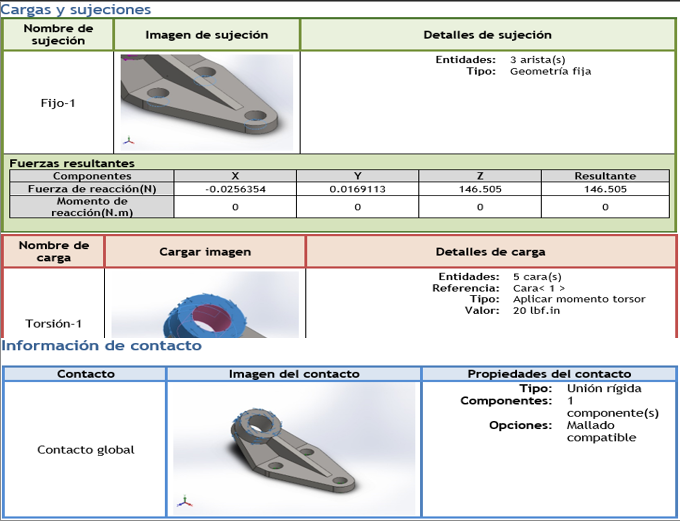 Cargas y sujeciones
Nombre de sujeción Imagen de sujeción Detalles de sujeción
Fijo-1
Entidades: 3 arista(s)
Tipo: Geometría fija
Fuerzas resultantes
Componentes X Y Z Resultante
Fuerza de reacción(N) -0.0256354 0.0169113 146.505 146.505
Momento de reacción(N.m) 0 0 0 0
Nombre de carga Cargar imagen Detalles de carga
Torsión-1
Entidades: 5 cara(s)
Referencia: Cara< 1 >
Tipo: Aplicar momento torsor
Valor: 20 lbf.in
Información de contacto
Contacto Imagen del contacto Propiedades del contacto
Contacto global
Tipo: Unión rígida
Componentes: 1 componente(s)
Opciones: Mallado compatible